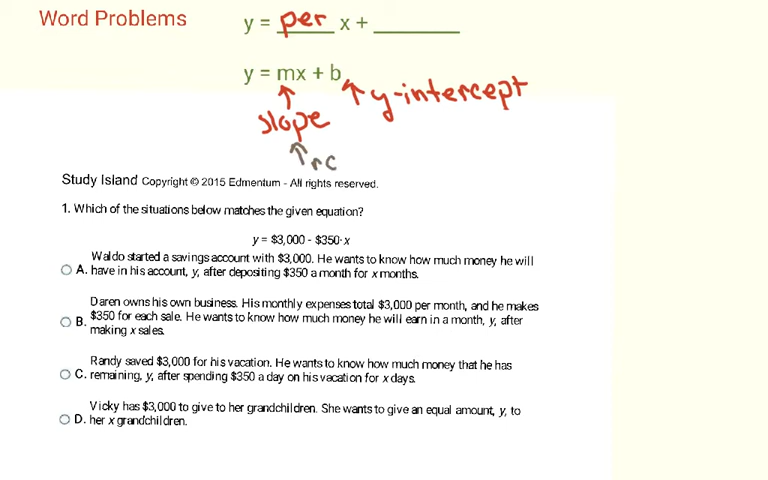 Word Problems
y = per x + ________
y = mx + b
y-intercept
slope
rc
Study Island Copyright © 2015 Edmentum - All rights reserved.
1. Which of the situations below matches the given equation?
y = $3,000 - $350·x
Waldo started a savings account with $3,000. He wants to know how much money he will
A. have in his account, y, after depositing $350 a month for x months.
Daren owns his own business. His monthly expenses total $3,000 per month, and he makes
B. $350 for each sale. He wants to know how much money he will earn in a month, y, after
making x sales.
Randy saved $3,000 for his vacation. He wants to know how much money that he has
C. remaining, y, after spending $350 a day on his vacation for x days.
Vicky has $3,000 to give to her grandchildren. She wants to give an equal amount, y, to
D. her x grandchildren.